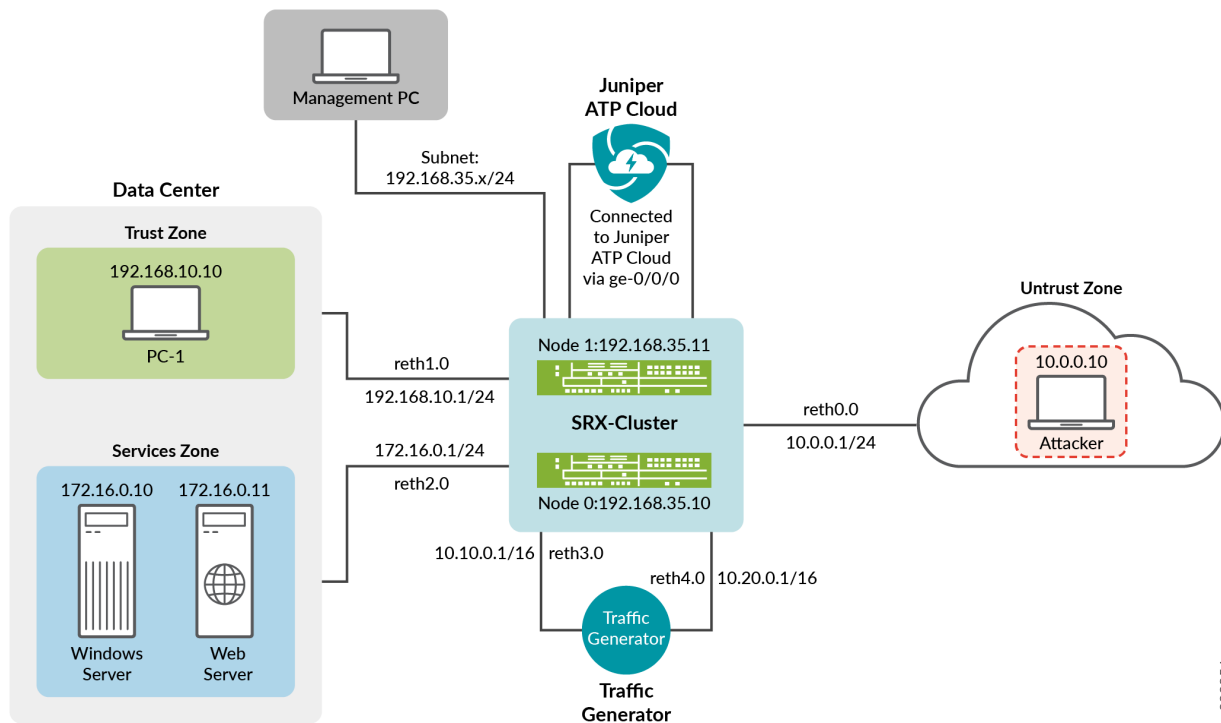 Management PC
Subnet:
192.168.35.x/24
Juniper
ATP Cloud
Connected
to Juniper
ATP Cloud
via ge-0/0/0
Data Center
Trust Zone
192.168.10.10
PC-1
Services Zone
172.16.0.10
172.16.0.11
Windows
Server
Web
Server
reth1.0
192.168.10.1/24
172.16.0.1/24
reth2.0
Node 1:192.168.35.11
SRX-Cluster
Node 0:192.168.35.10
reth0.0
10.0.0.1/24
Untrust Zone
10.0.0.10
Attacker
10.10.0.1/16
reth3.0
reth4.0
10.20.0.1/16
Traffic
Generator
Traffic
Generator